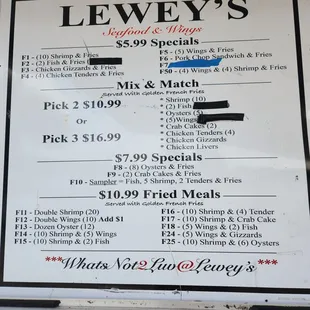 LEWEY'S
Seafood & Wings
$5.99 Specials
F1 - (10) Shrimp & Fries
F2 - (2) Fish & Fries
F3 - Chicken Gizzards & Fries
F4 - (4) Chicken Tenders & Fries
F5 - (5) Wings & Fries
F6 - Pork Chop Sandwich & Fries
F7
F50 - (4) Wings & (4) Shrimp & Fries
Mix & Match
Served With Golden French Fries
Pick 2 $10.99
Or
Pick 3 $16.99
* Shrimp (10)
* (2) Fish
* Oysters (5)
* (5)Wings
* Crab Cakes (2)
* Chicken Tenders (4)
* Chicken Gizzards
* Chicken Livers
$7.99 Specials
F8 - (8) Oysters & Fries
F9 - (2) Crab Cakes & Fries
F10 - Sampler = Fish, 5 Shrimp, 2 Tenders & Fries
$10.99 Fried Meals
Served with Golden French Fries
F11 - Double Shrimp (20)
F12 - Double Wings (10) Add $1
F13 - Dozen Oyster (12)
F14 - (10) Shrimp & (5) Wings
F15 - (10) Shrimp & (2) Fish
F16 - (10) Shrimp & (4) Tender
F17 - (10) Shrimp & Crab Cake
F18 - (5) Wings & (2) Fish
F24 - (5) Wings & Gizzards
F25 - (10) Shrimp & (6) Oysters
***WhatsNot2Luv@Lewey's***